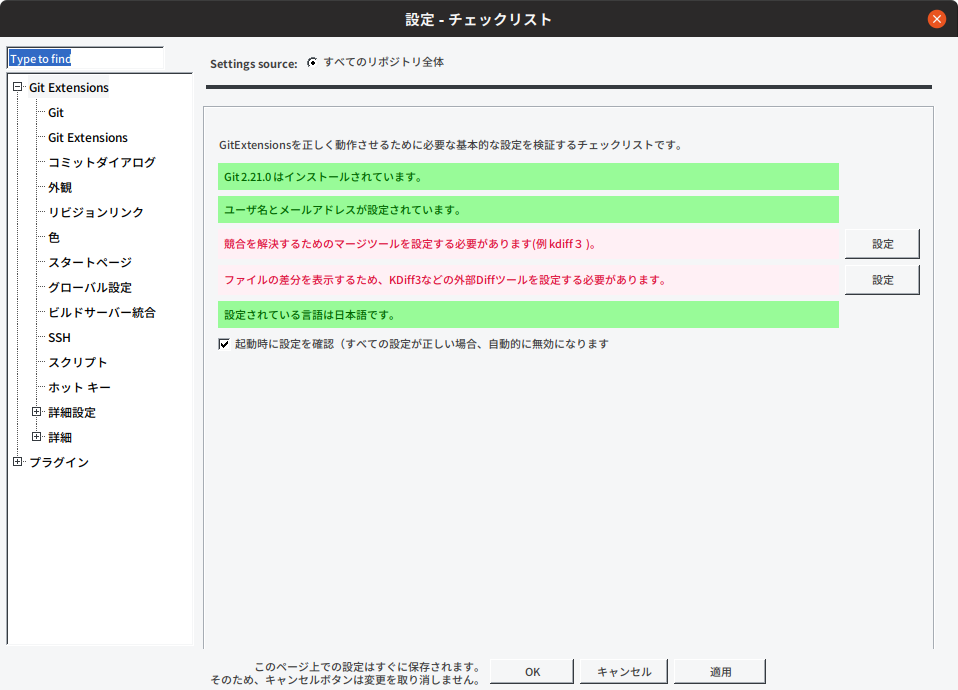 設定 - チェックリスト
Type to find
Git Extensions
Git
Git Extensions
コミットダイアログ
外観
リビジョンリンク
色
スタートページ
グローバル設定
ビルドサーバー統合
SSH
スクリプト
ホット キー
詳細設定
詳細
プラグイン
Settings source: すべてのリポジトリ全体
GitExtensionsを正しく動作させるために必要な基本的な設定を検証するチェックリストです。
Git 2.21.0 はインストールされています。
ユーザ名とメールアドレスが設定されています。
競合を解決するためのマージツールを設定する必要があります(例 kdiff３)。 設定
ファイルの差分を表示するため、KDiff3などの外部Diffツールを設定する必要があります。 設定
設定されている言語は日本語です。
起動時に設定を確認（すべての設定が正しい場合、自動的に無効になります
このページ上での設定はすぐに保存されます。
そのため、キャンセルボタンは変更を取り消しません。
OK キャンセル 適用